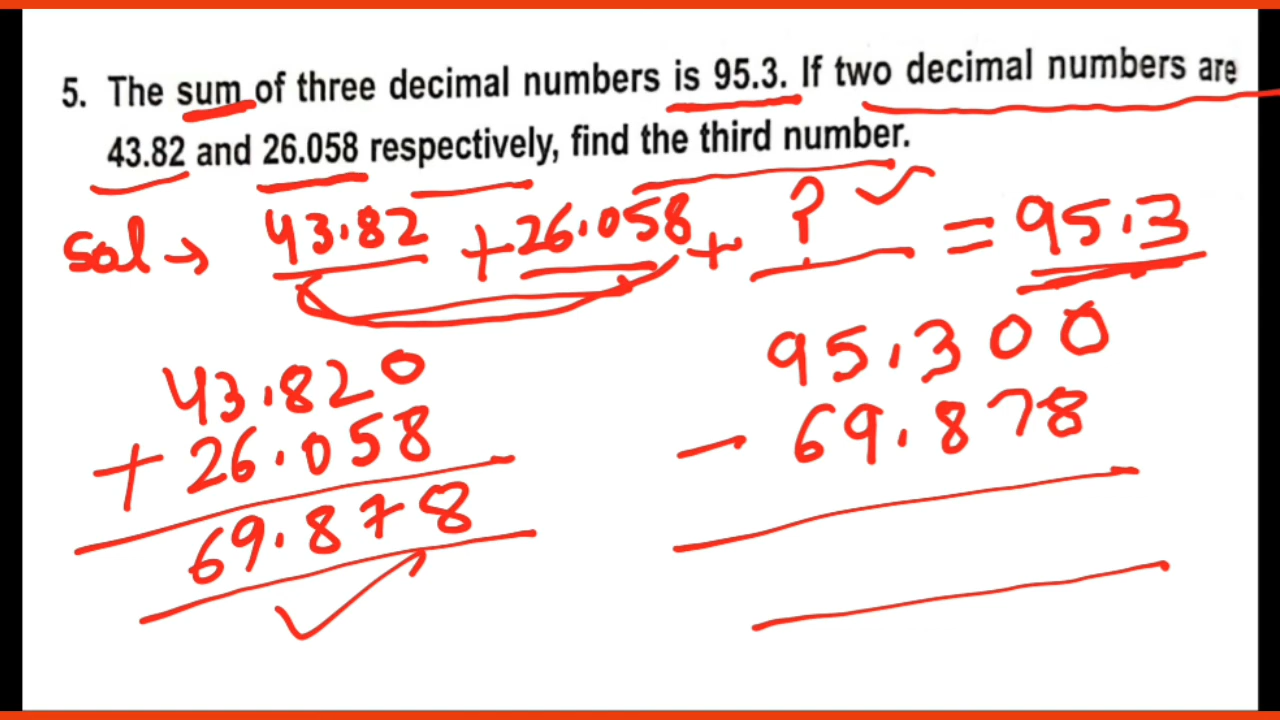 5. The sum of three decimal numbers is 95.3. If two decimal numbers are
43.82 and 26.058 respectively, find the third number.
Sol → 43.82 + 26.058 + ? = 95.3
43.820
+ 26.058
69.878
95.300
- 69.878